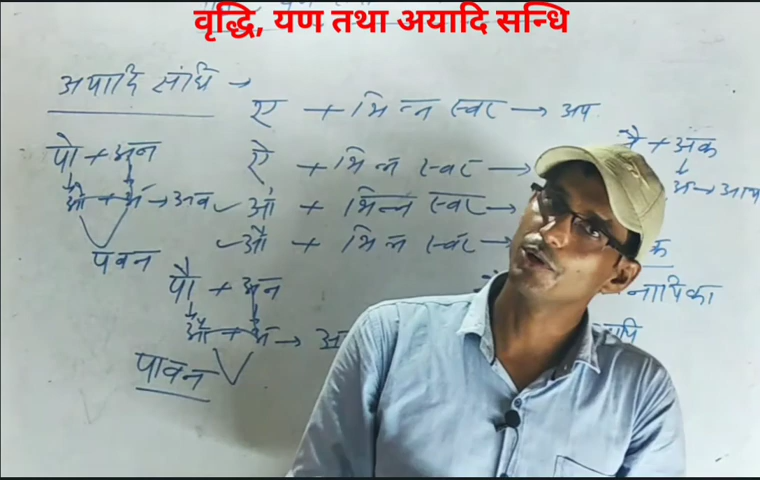 वृद्धि, यण तथा अयादि सन्धि
अयादि संधि →
ए + भिन्न स्वर → अय
पो + अन
ऐ + भिन्न स्वर →
ओ + अ → अव
ओ + भिन्न स्वर →
पवन
औ + भिन्न स्वर →
पौ + अन
औ + अ →
पावन
+ अंक
नायिका